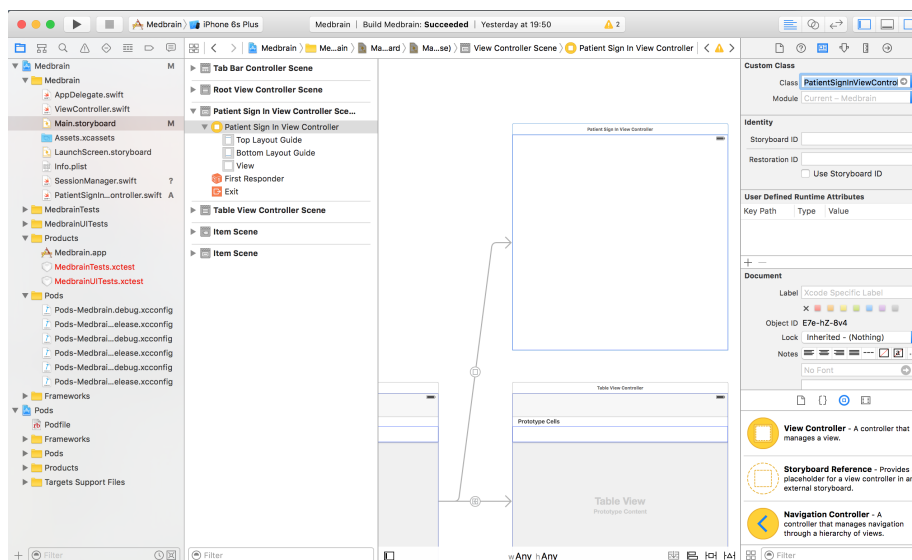 Medbrain
iPhone 6s Plus
Medbrain | Build Medbrain: Succeeded | Yesterday at 19:50
2
Medbrain
Me...ain
Ma...ard
Ma...se)
View Controller Scene
Patient Sign In View Controller
Medbrain M
Medbrain
AppDelegate.swift
ViewController.swift
Main.storyboard M
Assets.xcassets
LaunchScreen.storyboard
Info.plist
SessionManager.swift ?
PatientSignIn...ontroller.swift A
MedbrainTests
MedbrainUITests
Products
Medbrain.app
MedbrainTests.xctest
MedbrainUITests.xctest
Pods
Pods-Medbrain.debug.xcconfig
Pods-Medbrai...elease.xcconfig
Pods-Medbrai...n.debug.xcconfig
Pods-Medbrai...elease.xcconfig
Pods-Medbrai...n.debug.xcconfig
Pods-Medbrai...elease.xcconfig
Frameworks
Pods
Podfile
Frameworks
Pods
Products
Targets Support Files
Filter
Tab Bar Controller Scene
Root View Controller Scene
Patient Sign In View Controller Sce...
Patient Sign In View Controller
Top Layout Guide
Bottom Layout Guide
View
First Responder
Exit
Table View Controller Scene
Item Scene
Item Scene
Filter
Patient Sign In View Controller
Table View Controller
Prototype Cells
Table View
Prototype Content
w Any h Any
Custom Class
Class PatientSignInViewContro
Module Current – Medbrain
Identity
Storyboard ID
Restoration ID
Use Storyboard ID
User Defined Runtime Attributes
Key Path Type Value
Document
Label Xcode Specific Label
Object ID E7e-hZ-8v4
Lock Inherited - (Nothing)
Notes
No Font
View Controller - A controller that
manages a view.
Storyboard Reference - Provides
placeholder for a view controller in an
external storyboard.
Navigation Controller - A
controller that manages navigation
through a hierarchy of views.
Filter